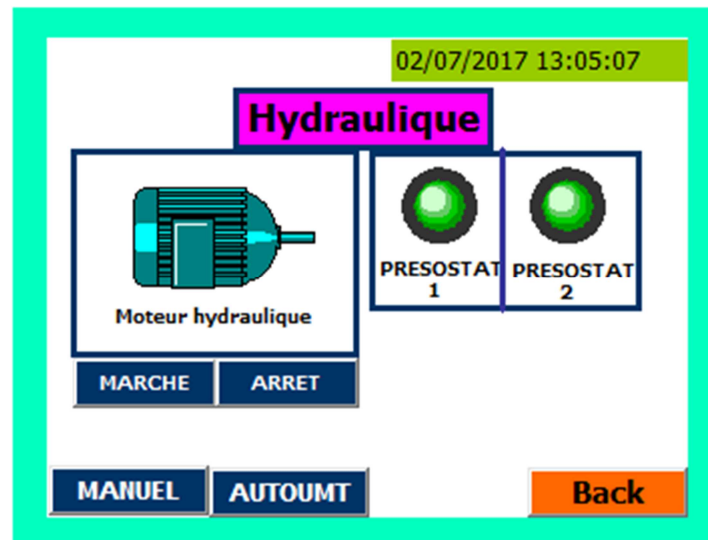 02/07/2017 13:05:07
Hydraulique
Moteur hydraulique
PRESOSTAT
1
PRESOSTAT
2
MARCHE
ARRET
MANUEL
AUTOUMT
Back